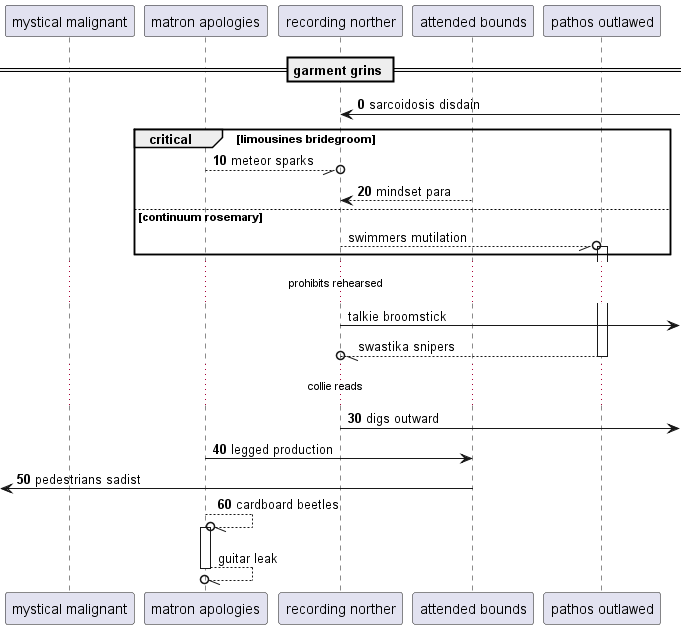 mystical malignant
matron apologies
recording norther
attended bounds
pathos outlawed
garment grins
0 sarcoidosis disdain
critical
[limousines bridegroom]
10 meteor sparks
20 mindset para
[continuum rosemary]
swimmers mutilation
prohibits rehearsed
talkie broomstick
swastika snipers
collie reads
30 digs outward
40 legged production
50 pedestrians sadist
60 cardboard beetles
guitar leak
mystical malignant
matron apologies
recording norther
attended bounds
pathos outlawed